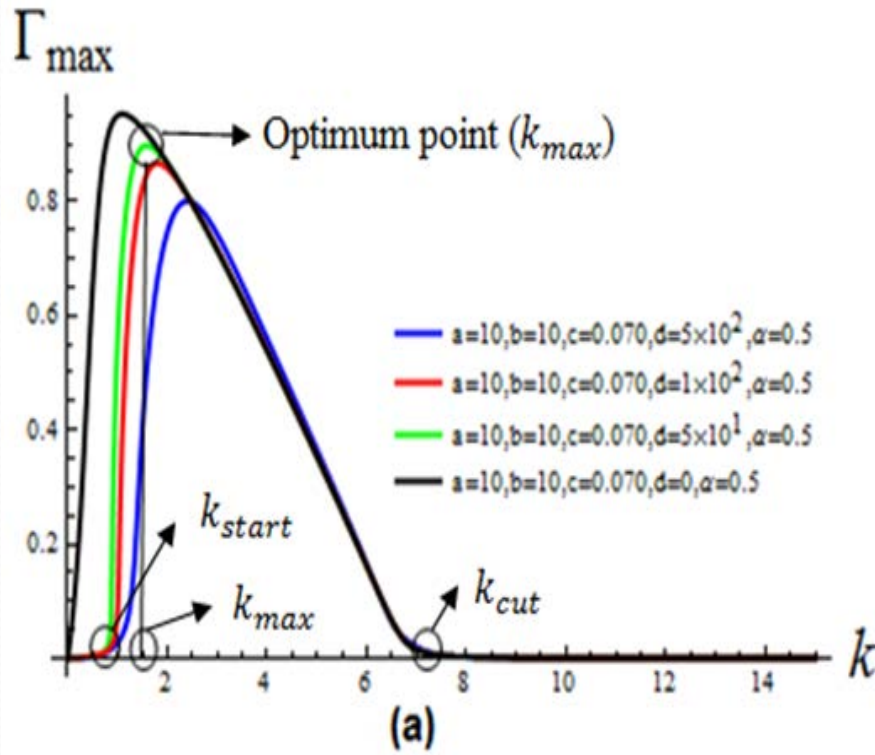 Γmax
Optimum point (kmax)
0.8
0.6
0.4
0.2
a=10,b=10,c=0.070,d=5×10²,α=0.5
a=10,b=10,c=0.070,d=1×10²,α=0.5
a=10,b=10,c=0.070,d=5×10¹,α=0.5
a=10,b=10,c=0.070,d=0,α=0.5
kstart
kmax
kcut
k
2 4 6 8 10 12 14
(a)